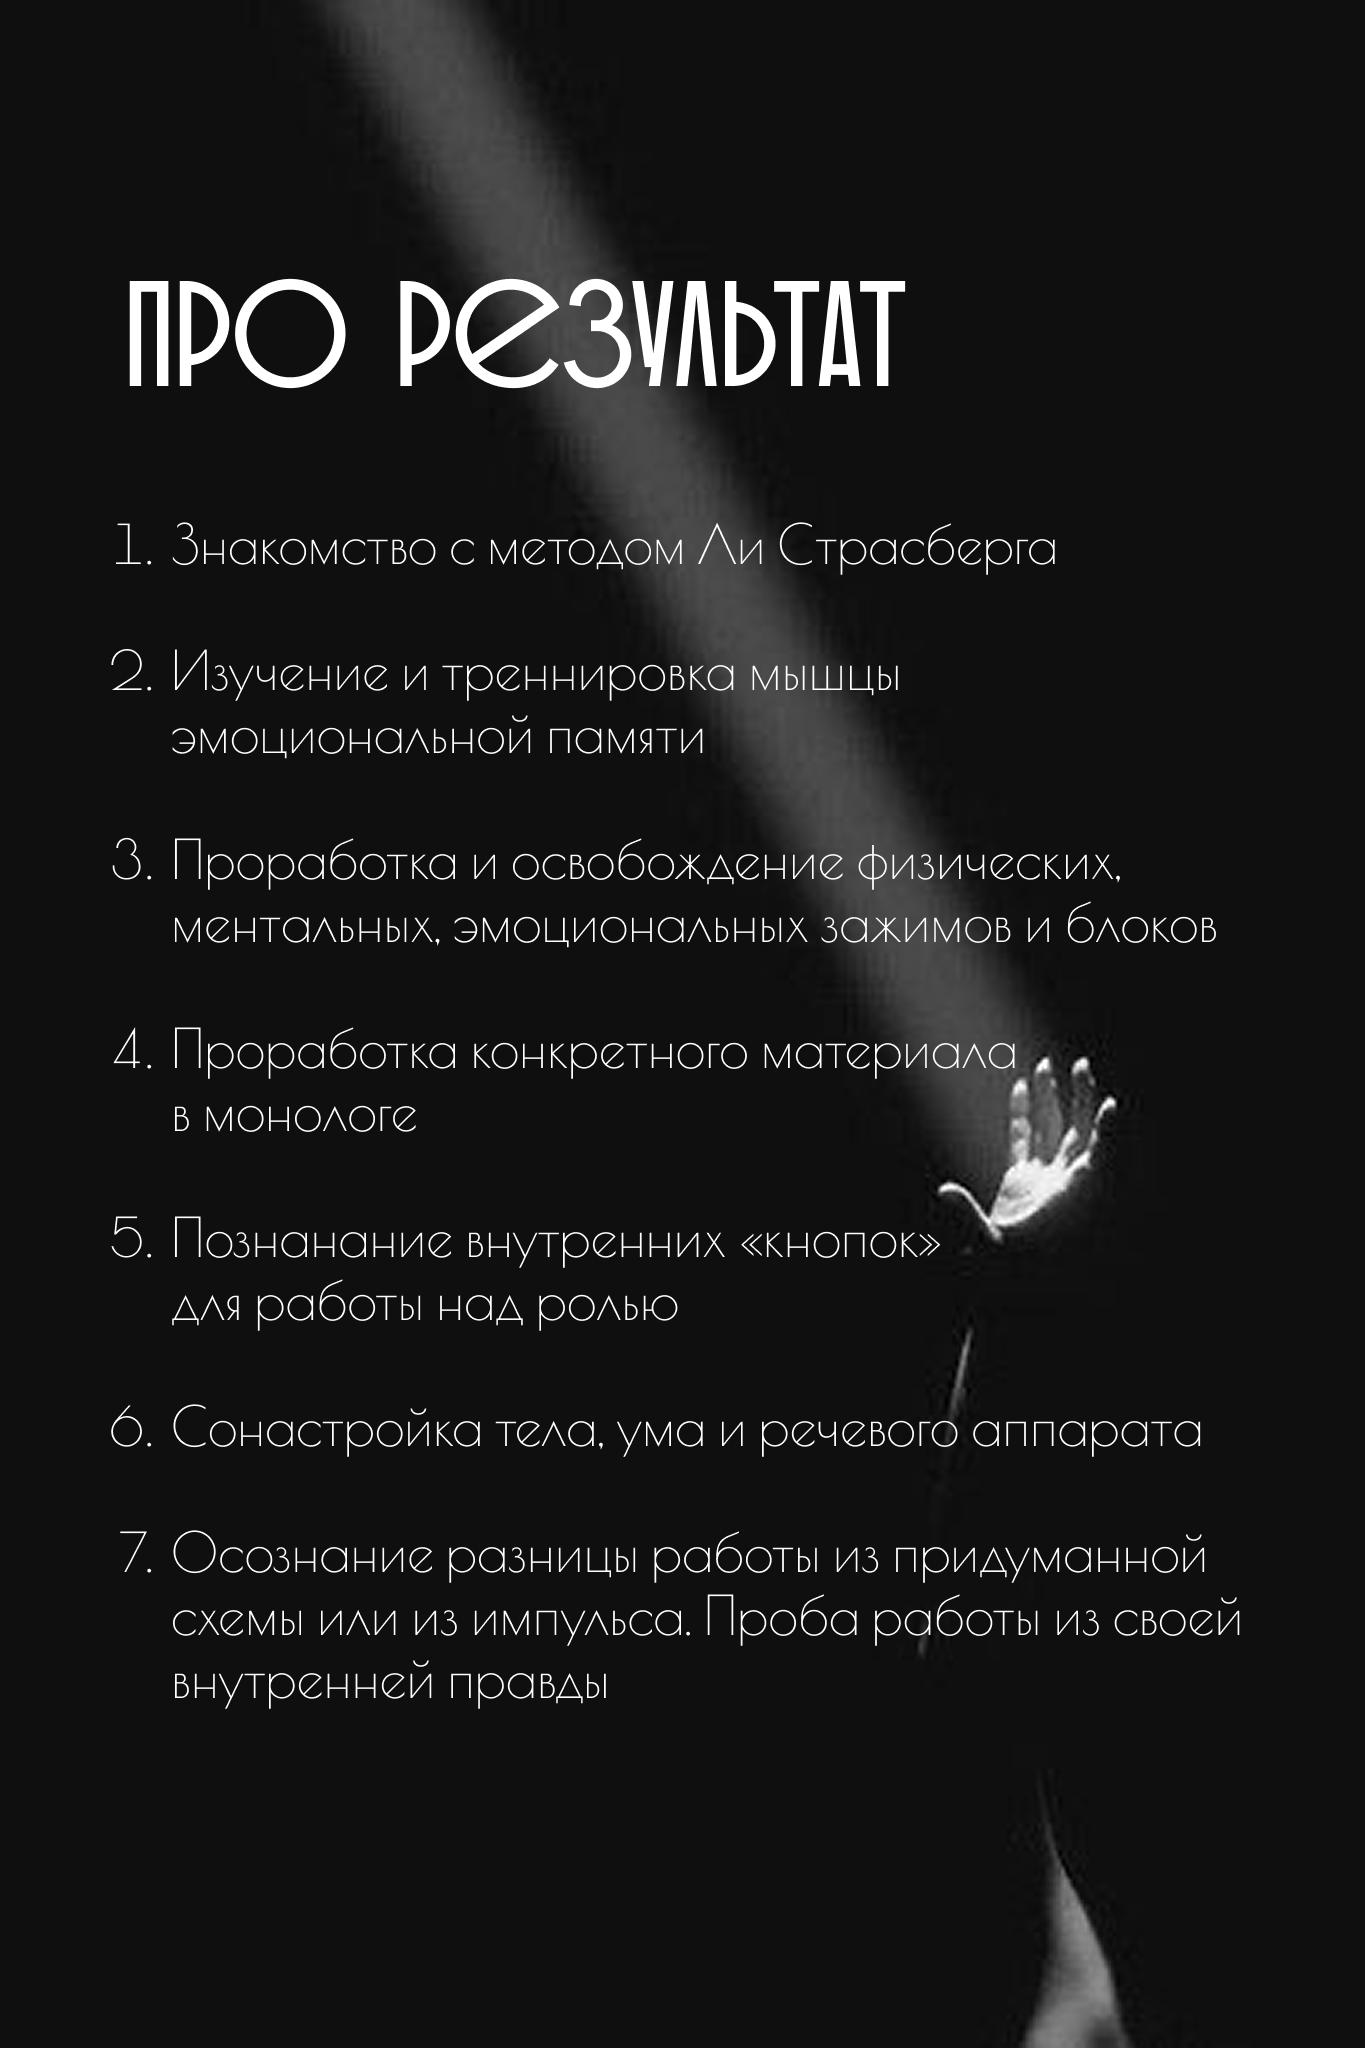 ПРО РЕЗУЛЬТАТ
1. Знакомство с методом Ли Страсберга
2. Изучение и треннировка мышцы
эмоциональной памяти
3. Проработка и освобождение физических,
ментальных, эмоциональных зажимов и блоков
4. Проработка конкретного материала
в монологе
5. Познанание внутренних «кнопок»
для работы над ролью
6. Сонастройка тела, ума и речевого аппарата
7. Осознание разницы работы из придуманной
схемы или из импульса. Проба работы из своей
внутренней правды